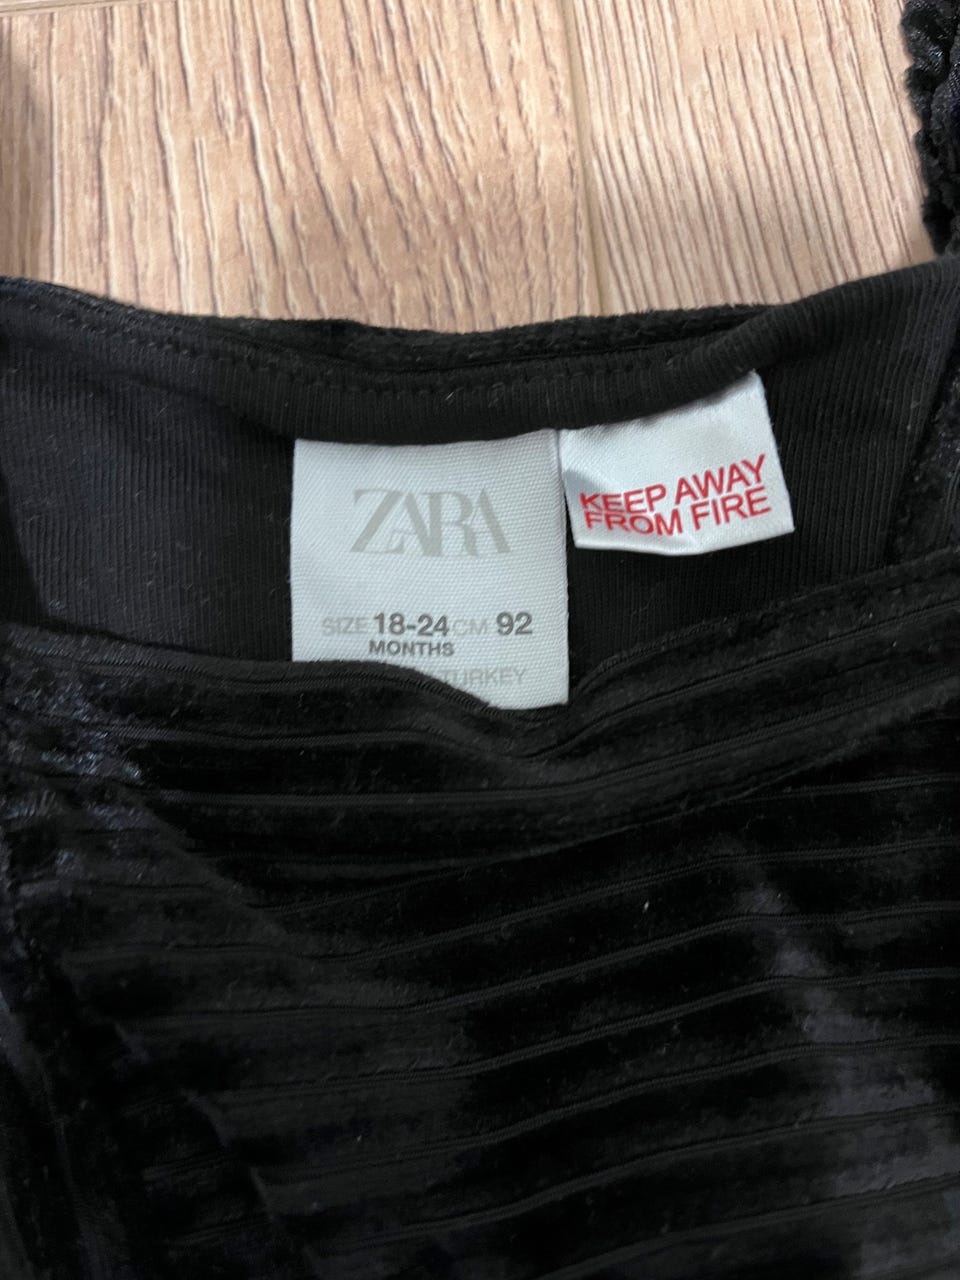 ZARA
SIZE 18-24 CM 92
MONTHS
TURKEY
KEEP AWAY
FROM FIRE